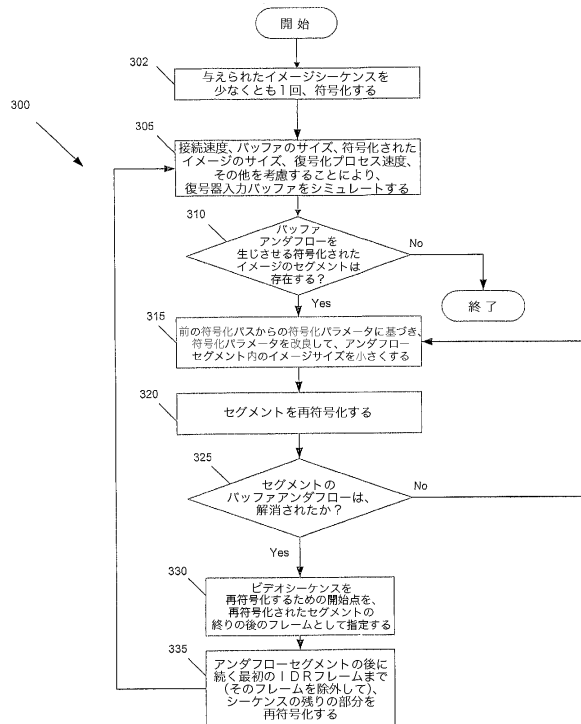 開始
302
与えられたイメージシーケンスを
少なくとも1回、符号化する
300
305
接続速度、バッファのサイズ、符号化された
イメージのサイズ、復号化プロセス速度、
その他を考慮することにより、
復号器入力バッファをシミュレートする
310
バッファ
アンダフローを
生じさせる符号化された
イメージのセグメントは
存在する？
No
Yes
終了
315
前の符号化パスからの符号化パラメータに基づき、
符号化パラメータを改良して、アンダフロー
セグメント内のイメージサイズを小さくする
320
セグメントを再符号化する
325
セグメントの
バッファアンダフローは、
解消されたか？
No
Yes
330
ビデオシーケンスを
再符号化するための開始点を、
再符号化されたセグメントの
終りの後のフレームとして指定する
335
アンダフローセグメントの後に
続く最初のIDRフレームまで
（そのフレームを除外して）、
シーケンスの残りの部分を
再符号化する